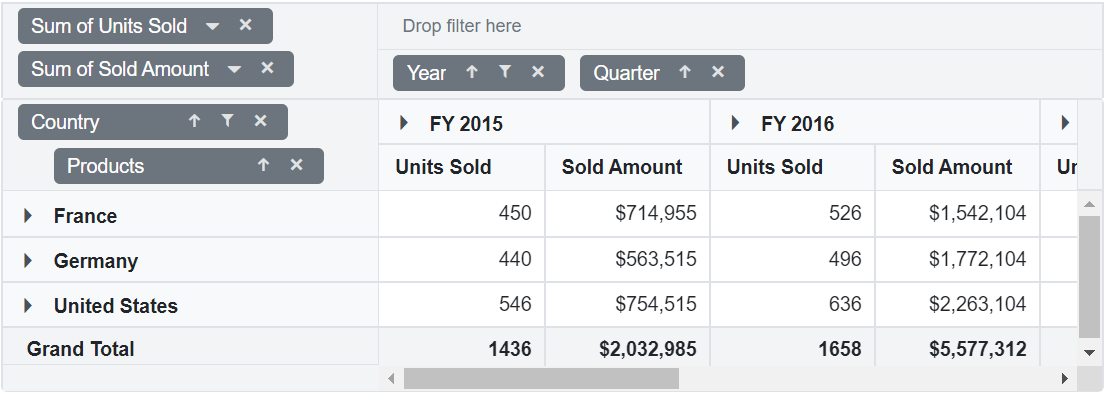 Sum of Units Sold
Drop filter here
Sum of Sold Amount
Year Quarter
Country
FY 2015 FY 2016
Products
Units Sold Sold Amount Units Sold Sold Amount
France 450 $714,955 526 $1,542,104
Germany 440 $563,515 496 $1,772,104
United States 546 $754,515 636 $2,263,104
Grand Total 1436 $2,032,985 1658 $5,577,312